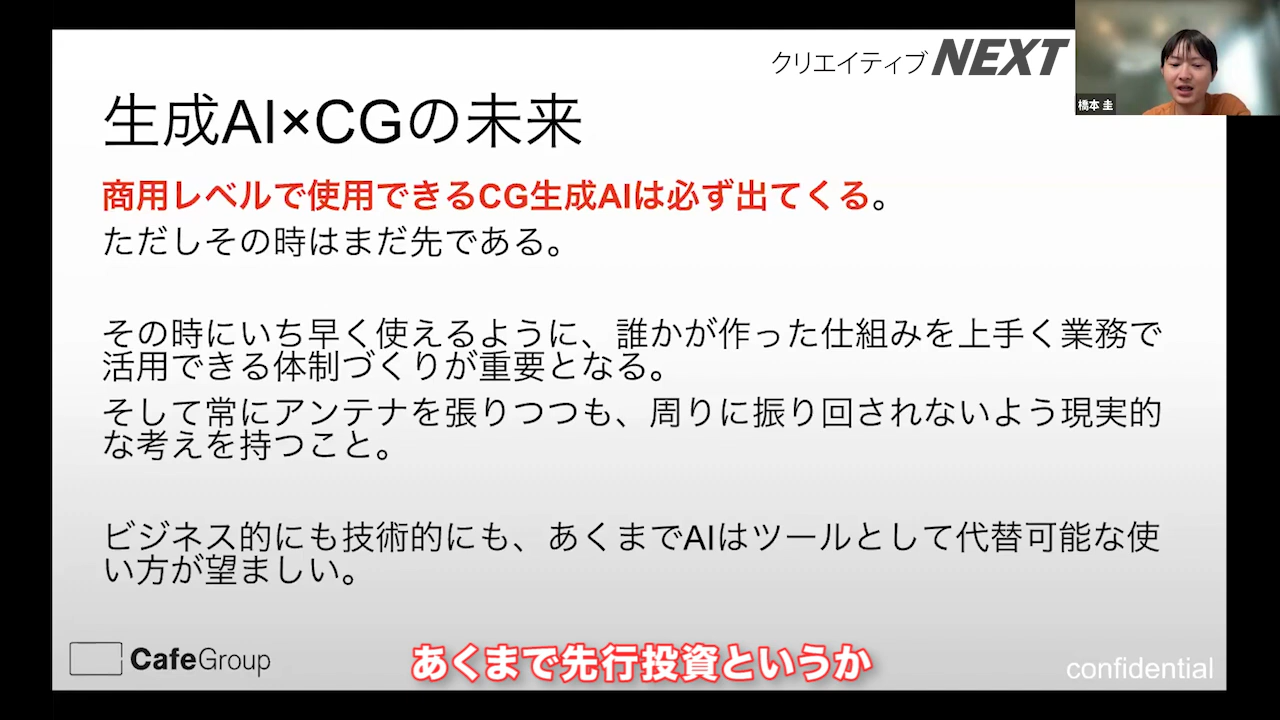 クリエイティブNEXT
橋本 圭
生成AI×CGの未来
商用レベルで使用できるCG生成AIは必ず出てくる。
ただしその時はまだ先である。
その時にいち早く使えるように、誰かが作った仕組みを上手く業務で
活用できる体制づくりが重要となる。
そして常にアンテナを張りつつも、周りに振り回されないよう現実的
な考えを持つこと。
ビジネス的にも技術的にも、あくまでAIはツールとして代替可能な使
い方が望ましい。
CafeGroup
あくまで先行投資というか
confidential